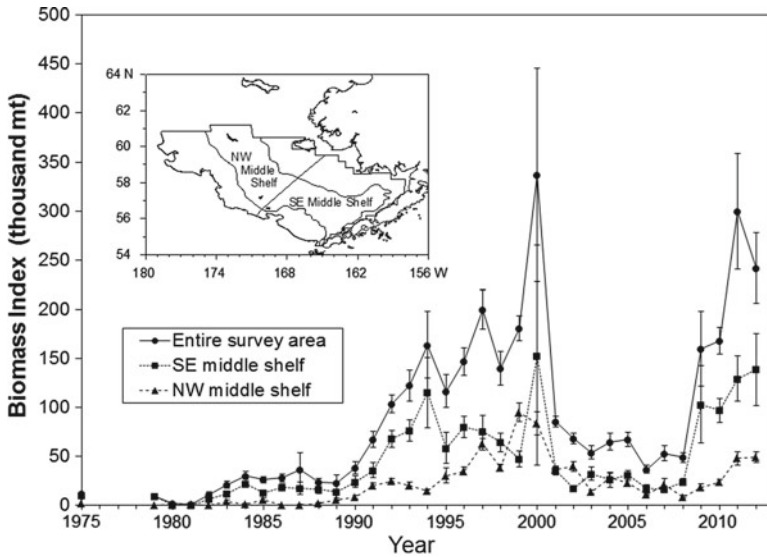 500
450
400
350
300
250
200
150
100
50
0
Biomass Index (thousand mt)
64 N
62
60
58
56
54
180
174
168
162
156 W
NW
Middle
Shelf
SE Middle Shelf
Entire survey area
SE middle shelf
NW middle shelf
1975
1980
1985
1990
1995
2000
2005
2010
Year